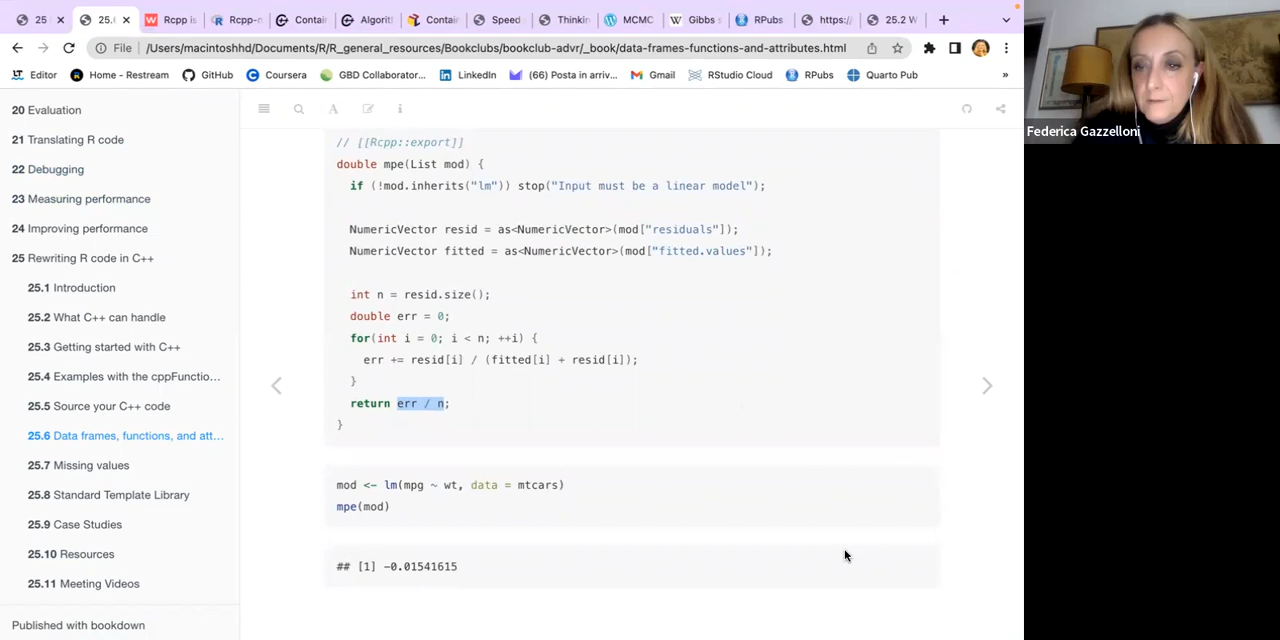 25
25.(
Rcpp is
Rcpp-r
Contain
Algorit
Contain
Speed
Thinkin
MCMC
Gibbs s
RPubs
https:/
25.2 W
File
/Users/macintoshhd/Documents/R/R_general_resources/Bookclubs/bookclub-advr/_book/data-frames-functions-and-attributes.html
Editor
Home - Restream
GitHub
Coursera
GBD Collaborator...
LinkedIn
(66) Posta in arriv...
Gmail
RStudio Cloud
RPubs
Quarto Pub
»
Federica Gazzelloni
20 Evaluation
21 Translating R code
22 Debugging
23 Measuring performance
24 Improving performance
25 Rewriting R code in C++
25.1 Introduction
25.2 What C++ can handle
25.3 Getting started with C++
25.4 Examples with the cppFunctio...
25.5 Source your C++ code
25.6 Data frames, functions, and att...
25.7 Missing values
25.8 Standard Template Library
25.9 Case Studies
25.10 Resources
25.11 Meeting Videos
Published with bookdown
// [[Rcpp::export]]
double mpe(List mod) {
if (!mod.inherits("lm")) stop("Input must be a linear model");
NumericVector resid = as<NumericVector>(mod["residuals"]);
NumericVector fitted = as<NumericVector>(mod["fitted.values"]);
int n = resid.size();
double err = 0;
for(int i = 0; i < n; ++i) {
err += resid[i] / (fitted[i] + resid[i]);
}
return err / n;
}
mod <- lm(mpg ~ wt, data = mtcars)
mpe(mod)
## [1] -0.01541615